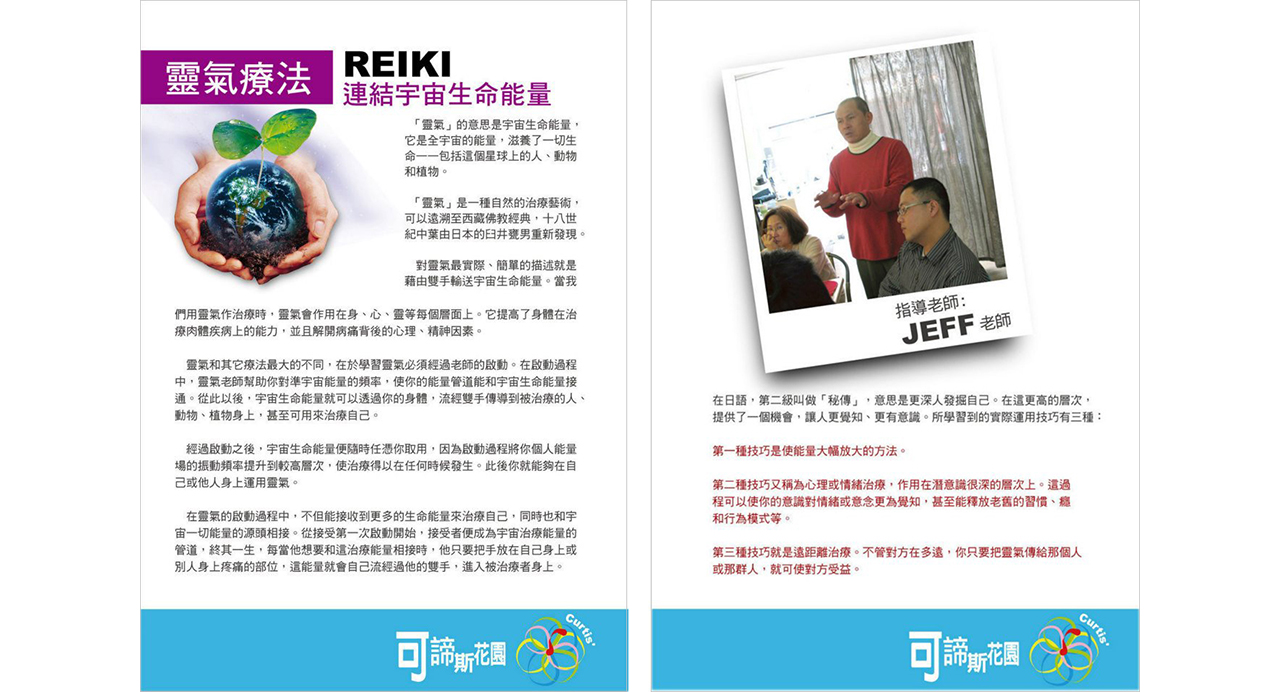 靈氣療法
REIKI
連結宇宙生命能量
「靈氣」的意思是宇宙生命能量，
它是全宇宙的能量，滋養了一切生
命一一包括這個星球上的人、動物
和植物。
「靈氣」是一種自然的治療藝術，
可以遠溯至西藏佛教經典，十八世
紀中葉由日本的臼井甕男重新發現。
對靈氣最實際、簡單的描述就是
藉由雙手輸送宇宙生命能量。當我
們用靈氣作治療時，靈氣會作用在身、心、靈等每個層面上。它提高了身體在治
療肉體疾病上的能力，並且解開病痛背後的心理、精神因素。
靈氣和其它療法最大的不同，在於學習靈氣必須經過老師的啟動。在啟動過程
中，靈氣老師幫助你對準宇宙能量的頻率，使你的能量管道能和宇宙生命能量接
通。從此以後，宇宙生命能量就可以透過你的身體，流經雙手傳導到被治療的人、
動物、植物身上，甚至可用來治療自己。
經過啟動之後，宇宙生命能量便隨時任憑你取用，因為啟動過程將你個人能量
場的振動頻率提升到較高層次，使治療得以在任何時候發生。此後你就能夠在自
己或他人身上運用靈氣。
在靈氣的啟動過程中，不但能接收到更多的生命能量來治療自己，同時也和宇
宙一切能量的源頭相接。從接受第一次啟動開始，接受者便成為宇宙治療能量的
管道，終其一生，每當他想要和這治療能量相接時，他只要把手放在自己身上或
別人身上疼痛的部位，這能量就會自己流經過他的雙手，進入被治療者身上。
可諦斯花園
Curtis'
指導老師：
JEFF 老師
在日語，第二級叫做「秘傳」，意思是更深入發掘自己。在這更高的層次，
提供了一個機會，讓人更覺知、更有意識。所學習到的實際運用技巧有三種：
第一種技巧是使能量大幅放大的方法。
第二種技巧又稱為心理或情緒治療，作用在潛意識很深的層次上。這過
程可以使你的意識對情緒或意念更為覺知，甚至能釋放老舊的習慣、癮
和行為模式等。
第三種技巧就是遠距離治療。不管對方在多遠，你只要把靈氣傳給那個人
或那群人，就可使對方受益。
可諦斯花園
Curtis'